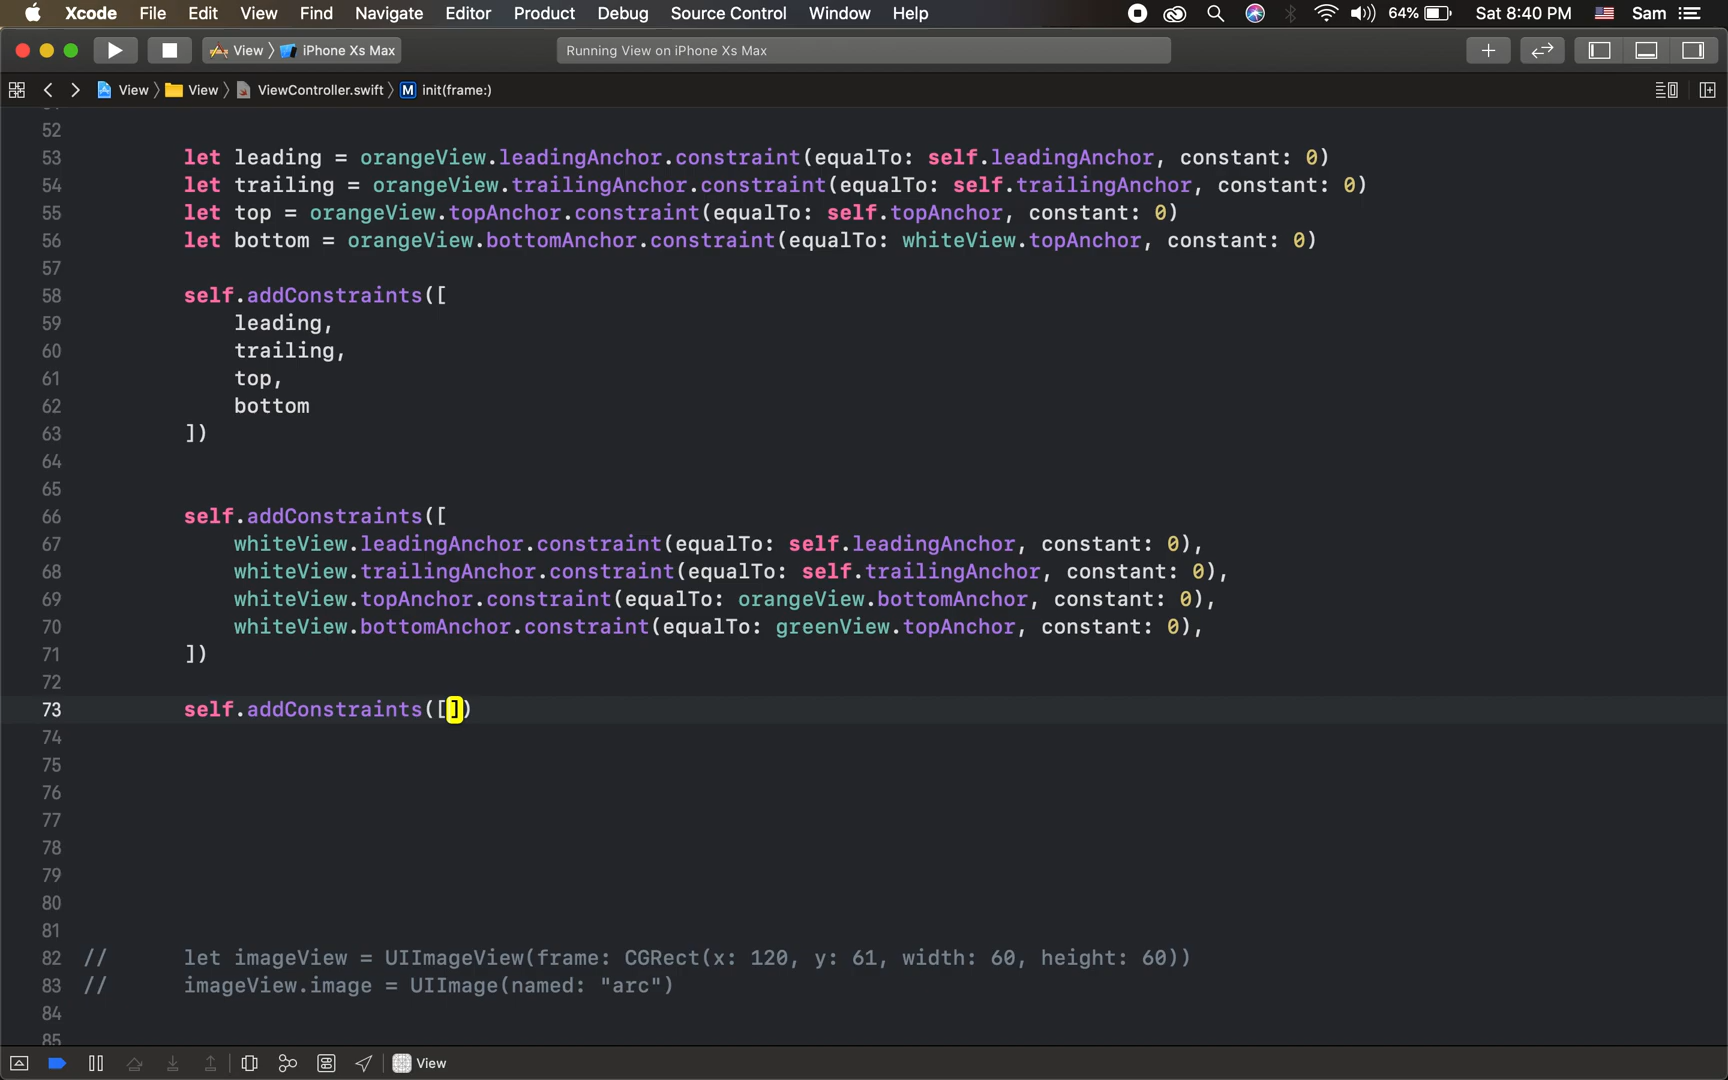 Xcode File Edit View Find Navigate Editor Product Debug Source Control Window Help 64% Sat 8:40 PM Sam
View iPhone Xs Max Running View on iPhone Xs Max
View View ViewController.swift M init(frame:)
52
53 let leading = orangeView.leadingAnchor.constraint(equalTo: self.leadingAnchor, constant: 0)
54 let trailing = orangeView.trailingAnchor.constraint(equalTo: self.trailingAnchor, constant: 0)
55 let top = orangeView.topAnchor.constraint(equalTo: self.topAnchor, constant: 0)
56 let bottom = orangeView.bottomAnchor.constraint(equalTo: whiteView.topAnchor, constant: 0)
57
58 self.addConstraints([
59 leading,
60 trailing,
61 top,
62 bottom
63 ])
64
65
66 self.addConstraints([
67 whiteView.leadingAnchor.constraint(equalTo: self.leadingAnchor, constant: 0),
68 whiteView.trailingAnchor.constraint(equalTo: self.trailingAnchor, constant: 0),
69 whiteView.topAnchor.constraint(equalTo: orangeView.bottomAnchor, constant: 0),
70 whiteView.bottomAnchor.constraint(equalTo: greenView.topAnchor, constant: 0),
71 ])
72
73 self.addConstraints([])
74
75
76
77
78
79
80
81
82 // let imageView = UIImageView(frame: CGRect(x: 120, y: 61, width: 60, height: 60))
83 // imageView.image = UIImage(named: "arc")
84
85
View